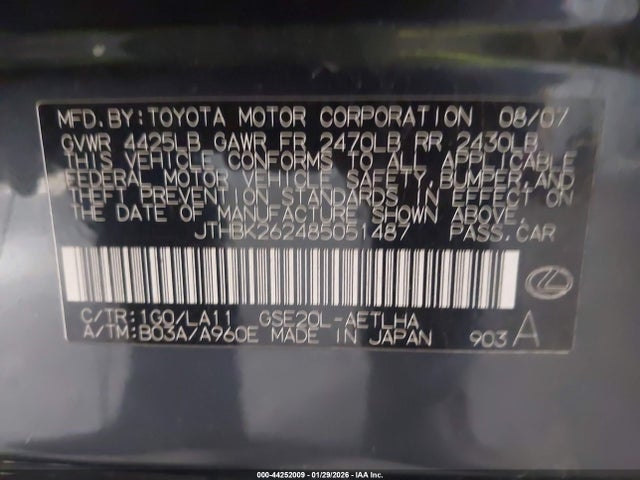 MFD.BY:TOYOTA MOTOR CORPORATION 08/07
GVWR 4425LB GAWR FR 2470LB RR 2430LB
THIS VEHICLE CONFORMS TO ALL APPLICABLE
FEDERAL MOTOR VEHICLE SAFETY,BUMPER,AND
THEFT PREVENTION STANDARDS IN EFFECT ON
THE DATE OF MANUFACTURE SHOWN ABOVE.
JTHBK262485051487 PASS.CAR
C/TR:1G0/LA11 GSE20L-AETLHA
A/TM:B03A/A960E MADE IN JAPAN 903 A
000-44252009 - 01/29/2026 - IAA Inc.